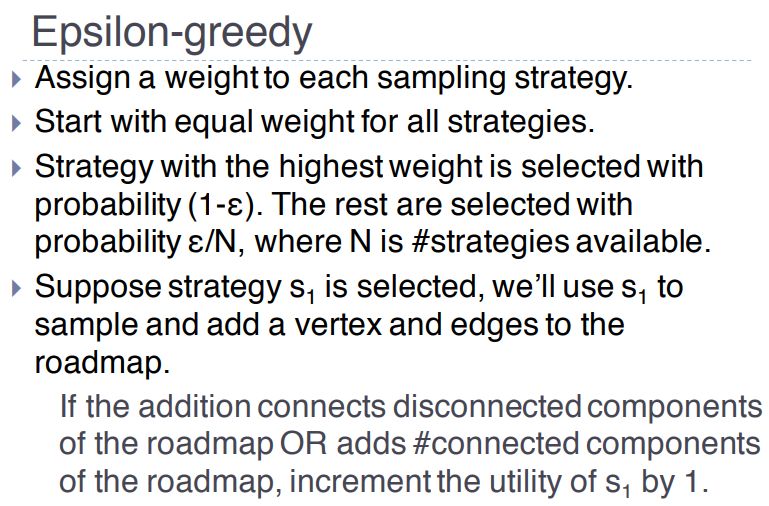 Epsilon-greedy
Assign a weight to each sampling strategy.
Start with equal weight for all strategies.
Strategy with the highest weight is selected with
probability (1-ε). The rest are selected with
probability ε/N, where N is #strategies available.
Suppose strategy s₁ is selected, we’ll use s₁ to
sample and add a vertex and edges to the
roadmap.
If the addition connects disconnected components
of the roadmap OR adds #connected components
of the roadmap, increment the utility of s₁ by 1.